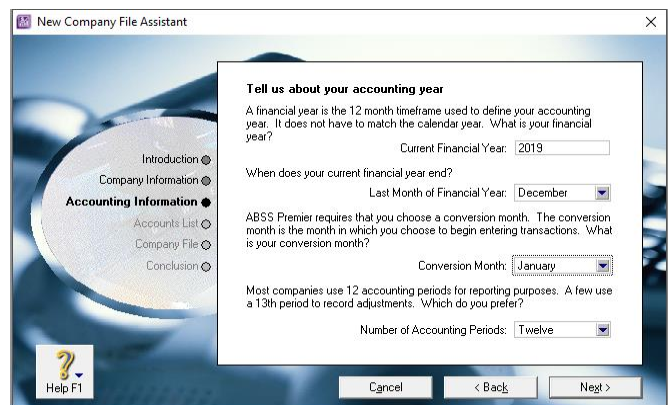 New Company File Assistant
Introduction
Company Information
Accounting Information
Accounts List
Company File
Conclusion
Help F1
Tell us about your accounting year
A financial year is the 12 month timeframe used to define your accounting
year. It does not have to match the calendar year. What is your financial
year?
Current Financial Year: 2019
When does your current financial year end?
Last Month of Financial Year: December
ABSS Premier requires that you choose a conversion month. The conversion
month is the month in which you choose to begin entering transactions. What
is your conversion month?
Conversion Month: January
Most companies use 12 accounting periods for reporting purposes. A few use
a 13th period to record adjustments. Which do you prefer?
Number of Accounting Periods: Twelve
Cancel < Back Next >